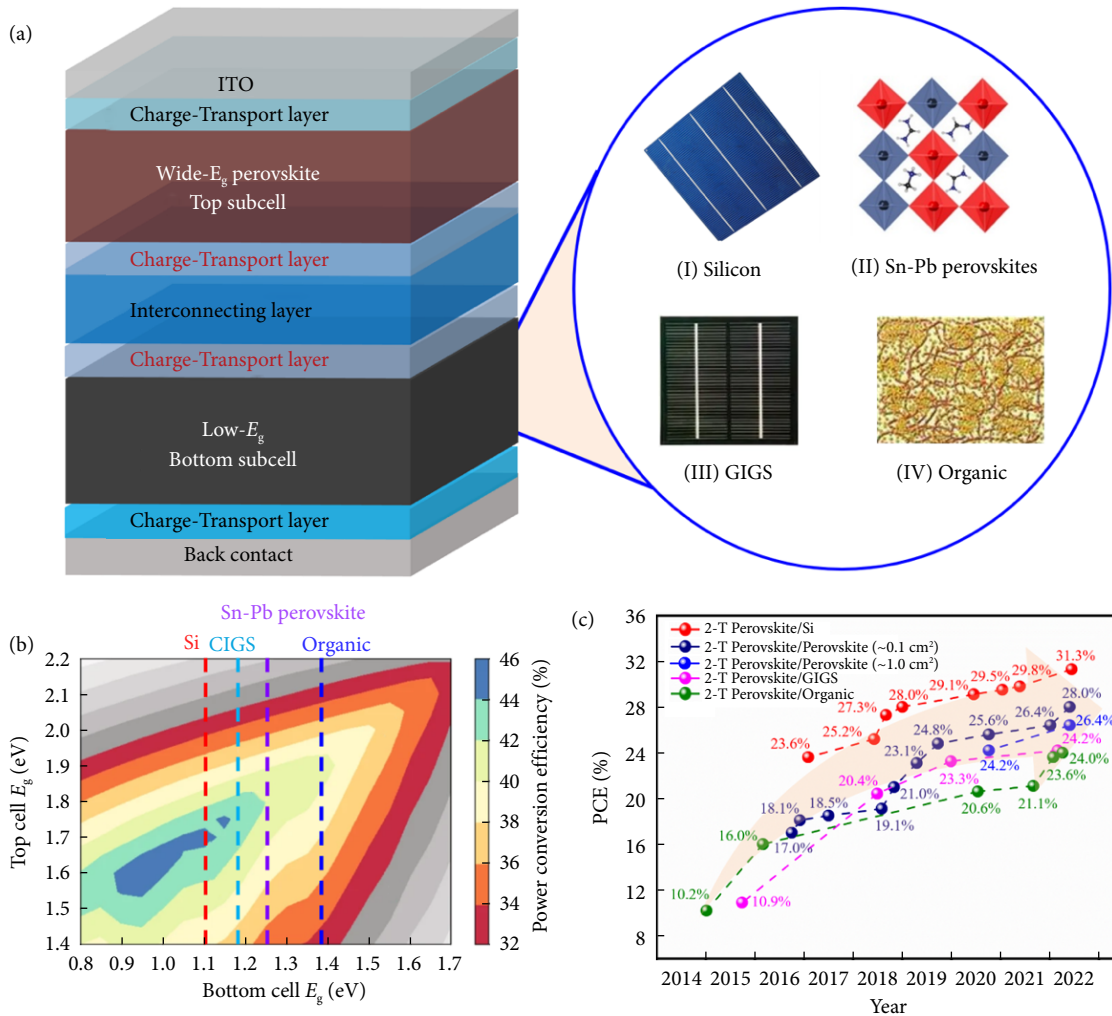 (a)
ITO
Charge-Transport layer
Wide-Eg perovskite
Top subcell
Charge-Transport layer
Interconnecting layer
Charge-Transport layer
Low-Eg
Bottom subcell
Charge-Transport layer
Back contact
(I) Silicon
(II) Sn-Pb perovskites
(III) GIGS
(IV) Organic
(b)
Sn-Pb perovskite
Si
CIGS
Organic
Top cell Eg (eV)
2.2
2.1
2.0
1.9
1.8
1.7
1.6
1.5
1.4
0.8 0.9 1.0 1.1 1.2 1.3 1.4 1.5 1.6 1.7
Bottom cell Eg (eV)
46
44
42
40
38
36
34
32
Power conversion efficiency (%)
(c)
PCE (%)
36
32
28
24
20
16
12
8
2-T Perovskite/Si
2-T Perovskite/Perovskite (~0.1 cm²)
2-T Perovskite/Perovskite (~1.0 cm²)
2-T Perovskite/GIGS
2-T Perovskite/Organic
23.6%
25.2%
27.3%
28.0%
29.1%
29.5%
29.8%
31.3%
17.0%
18.1%
18.5%
19.1%
21.0%
23.1%
24.8%
25.6%
26.4%
28.0%
24.2%
26.4%
10.9%
20.4%
23.3%
24.2%
10.2%
16.0%
20.6%
21.1%
23.6%
24.0%
2014 2015 2016 2017 2018 2019 2020 2021 2022
Year